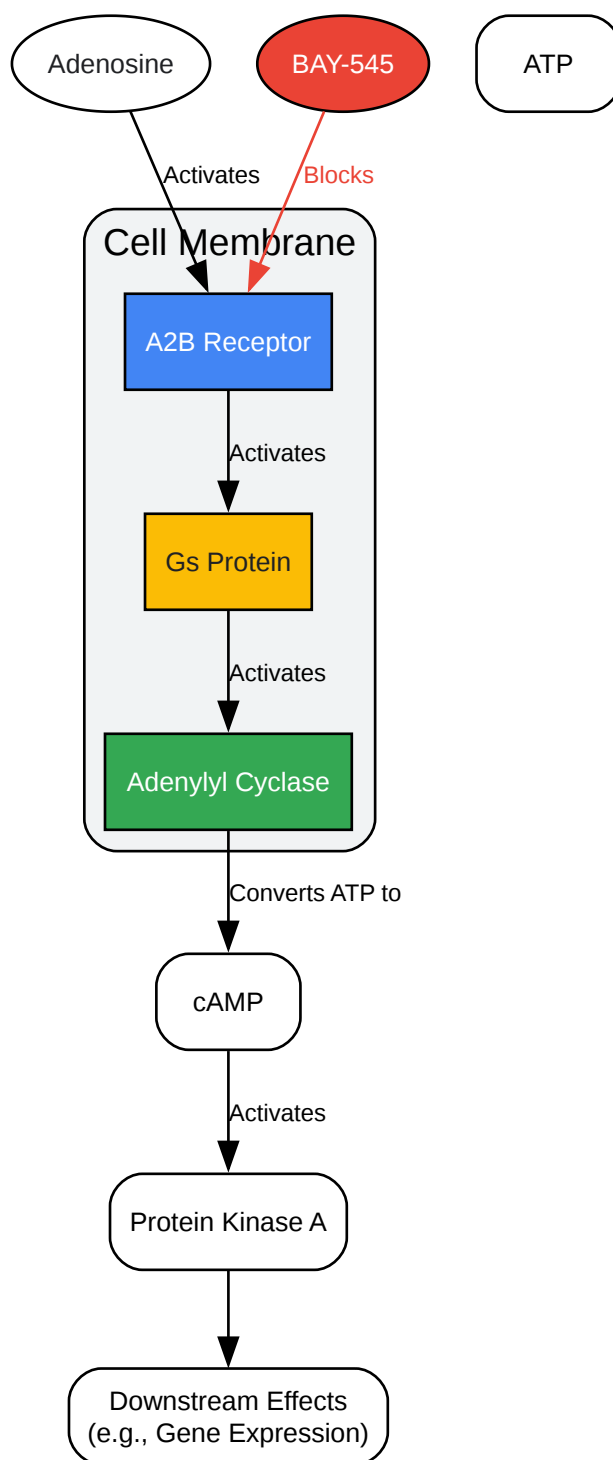 Adenosine
BAY-545
ATP
Activates
Blocks
Cell Membrane
A2B Receptor
Activates
Gs Protein
Activates
Adenylyl Cyclase
Converts ATP to
cAMP
Activates
Protein Kinase A
Downstream Effects
(e.g., Gene Expression)